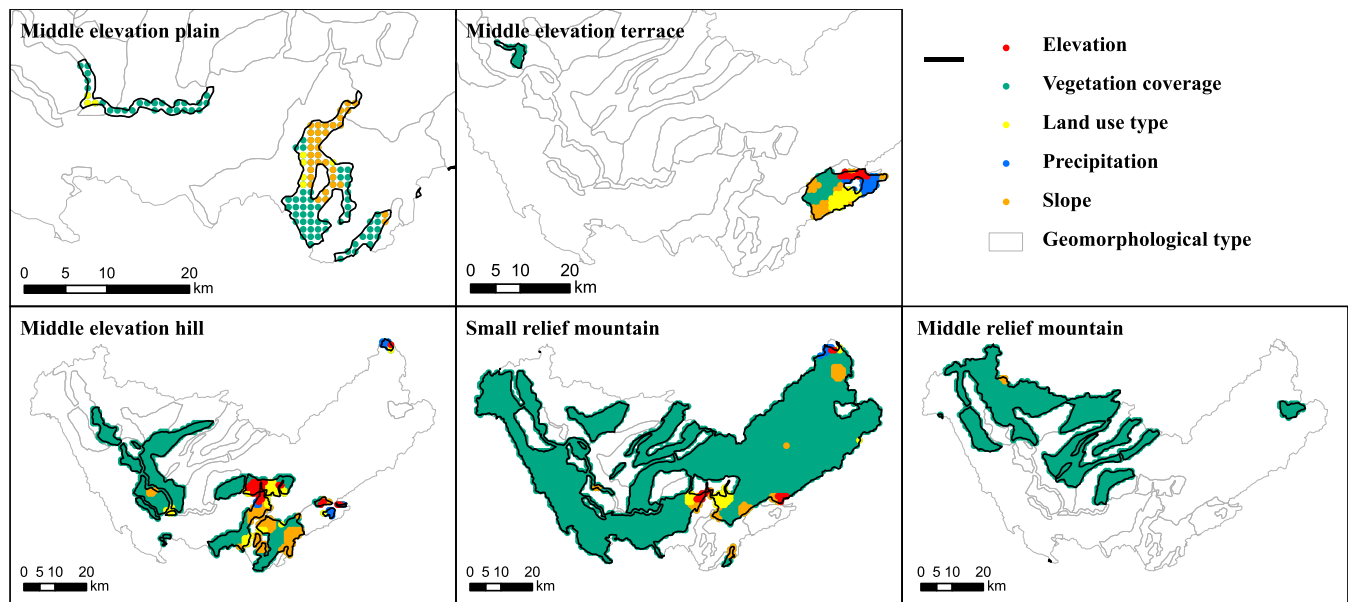 Middle elevation plain
0 5 10 20
km
Middle elevation terrace
0 5 10 20
km
Elevation
Vegetation coverage
Land use type
Precipitation
Slope
Geomorphological type
Middle elevation hill
0 5 10 20
km
Small relief mountain
0 5 10 20
km
Middle relief mountain
0 5 10 20
km